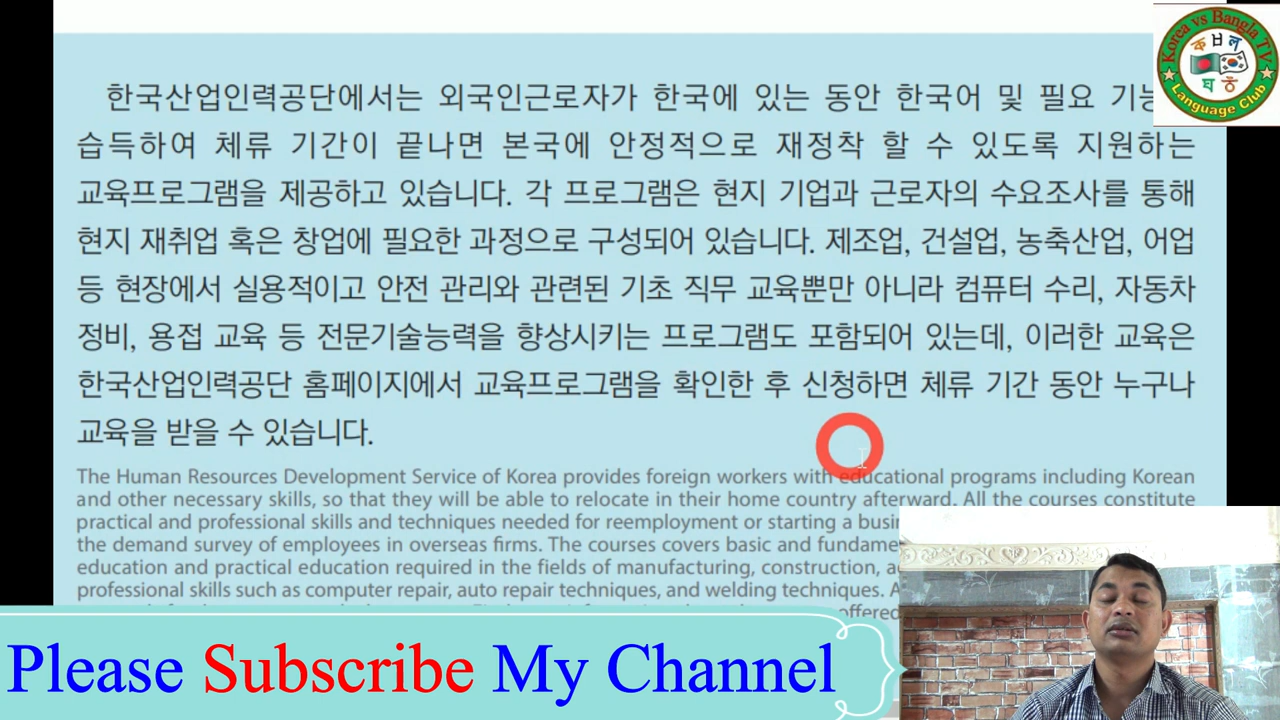 Korea vs Bangla TV
ক ㅂ ল
ঘ ㅎ
Language Club
한국산업인력공단에서는 외국인근로자가 한국에 있는 동안 한국어 및 필요
습득하여 체류 기간이 끝나면 본국에 안정적으로 재정착 할 수 있도록 지원하는
교육프로그램을 제공하고 있습니다. 각 프로그램은 현지 기업과 근로자의 수요조사를 통해
현지 재취업 혹은 창업에 필요한 과정으로 구성되어 있습니다. 제조업, 건설업, 농축산업, 어업
등 현장에서 실용적이고 안전 관리와 관련된 기초 직무 교육뿐만 아니라 컴퓨터 수리, 자동차
정비, 용접 교육 등 전문기술능력을 향상시키는 프로그램도 포함되어 있는데, 이러한 교육은
한국산업인력공단 홈페이지에서 교육프로그램을 확인한 후 신청하면 체류 기간 동안 누구나
교육을 받을 수 있습니다.
The Human Resources Development Service of Korea provides foreign workers with educational programs including Korean
and other necessary skills, so that they will be able to relocate in their home country afterward. All the courses constitute
practical and professional skills and techniques needed for reemployment or starting a
the demand survey of employees in overseas firms. The courses covers basic and
education and practical education required in the fields of manufacturing, construction,
professional skills such as computer repair, auto repair techniques, and welding techniques.
offered
Please Subscribe My Channel